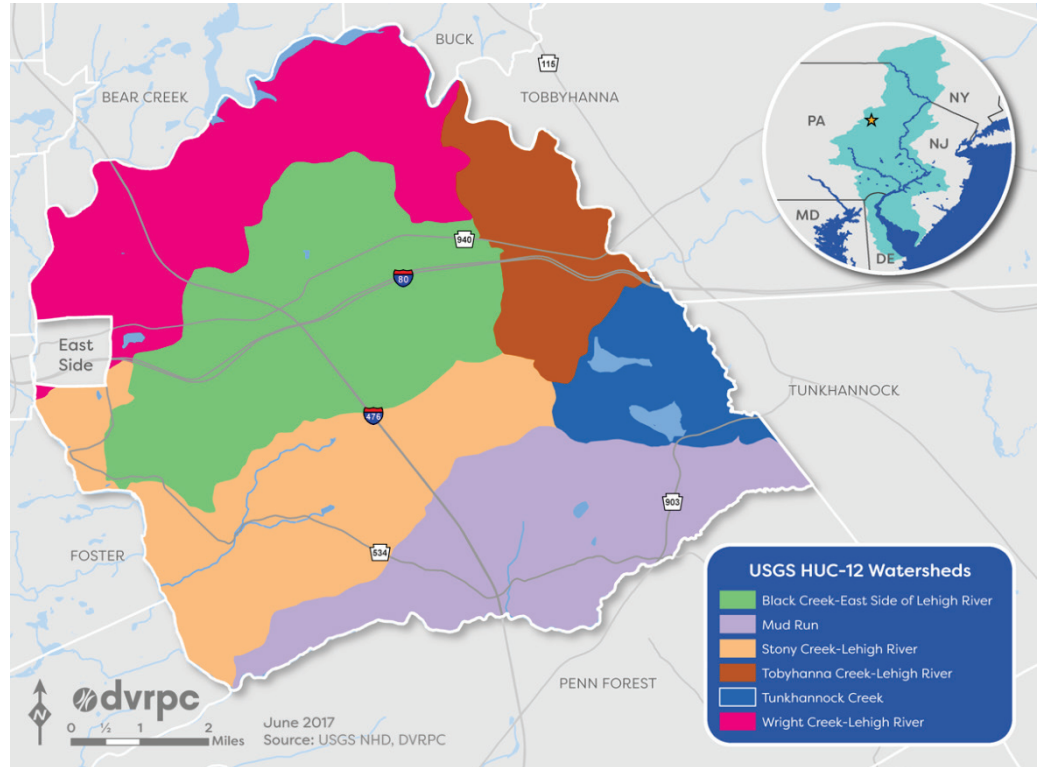 BUCK
115
BEAR CREEK
TOBBYHANNA
NY
PA
NJ
MD
DE
940
80
East
Side
TUNKHANNOCK
476
903
FOSTER
534
USGS HUC-12 Watersheds
Black Creek-East Side of Lehigh River
Mud Run
Stony Creek-Lehigh River
Tobyhanna Creek-Lehigh River
Tunkhannock Creek
Wright Creek-Lehigh River
PENN FOREST
N
dvrpc
0 ½ 1 2
Miles
June 2017
Source: USGS NHD, DVRPC